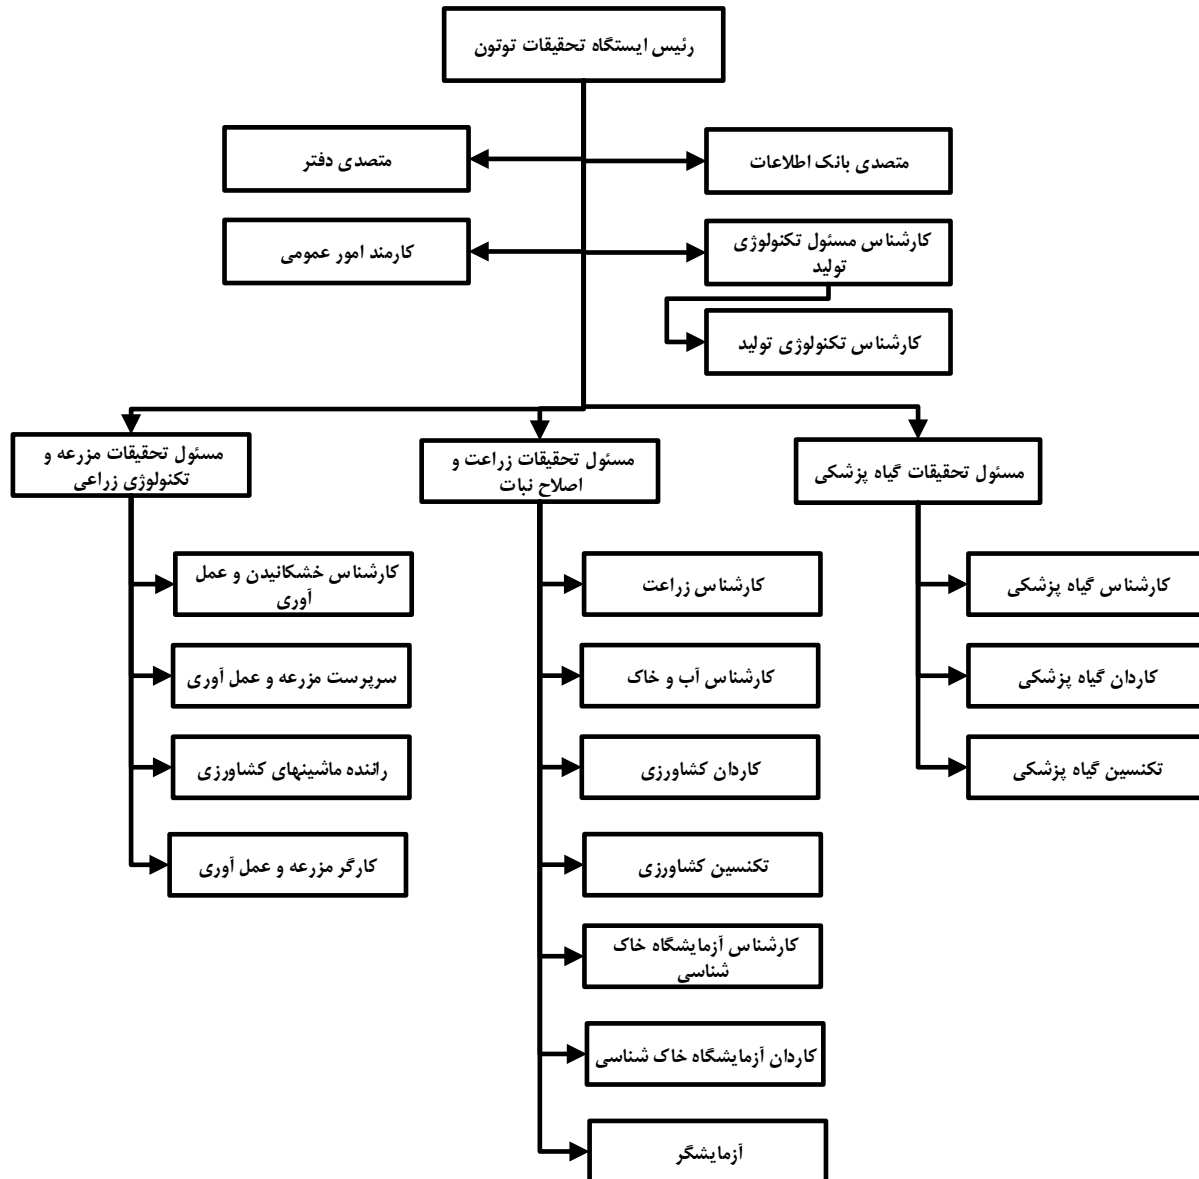 رئیس ایستگاه تحقیقات توتون
متصدی بانک اطلاعات
متصدی دفتر
کارشناس مسئول تکنولوژی
تولید
کارمند امور عمومی
کارشناس تکنولوژی تولید
مسئول تحقیقات گیاه پزشکی
مسئول تحقیقات زراعت و
اصلاح نبات
مسئول تحقیقات مزرعه و
تکنولوژی زراعی
کارشناس گیاه پزشکی
کاردان گیاه پزشکی
تکنسین گیاه پزشکی
کارشناس زراعت
کارشناس آب و خاک
کاردان کشاورزی
تکنسین کشاورزی
کارشناس آزمایشگاه خاک
شناسی
کاردان آزمایشگاه خاک شناسی
آزمایشگر
کارشناس خشکانیدن و عمل
آوری
سرپرست مزرعه و عمل آوری
راننده ماشینهای کشاورزی
کارگر مزرعه و عمل آوری